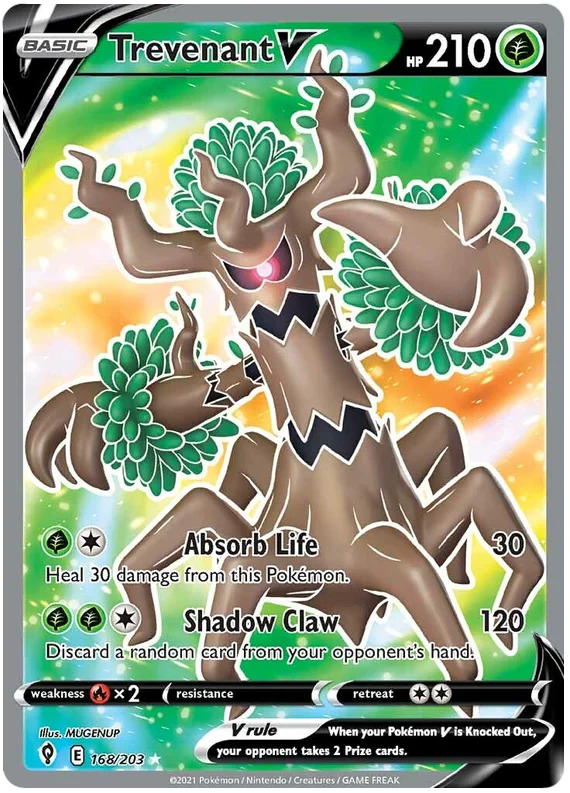 BASIC Trevenant V HP 210
Absorb Life 30
Heal 30 damage from this Pokémon.
Shadow Claw 120
Discard a random card from your opponent's hand.
weakness ×2 resistance retreat
Illus. MUGENUP
V rule When your Pokémon V is Knocked Out,
your opponent takes 2 Prize cards.
E 168/203
©2021 Pokémon / Nintendo / Creatures / GAME FREAK